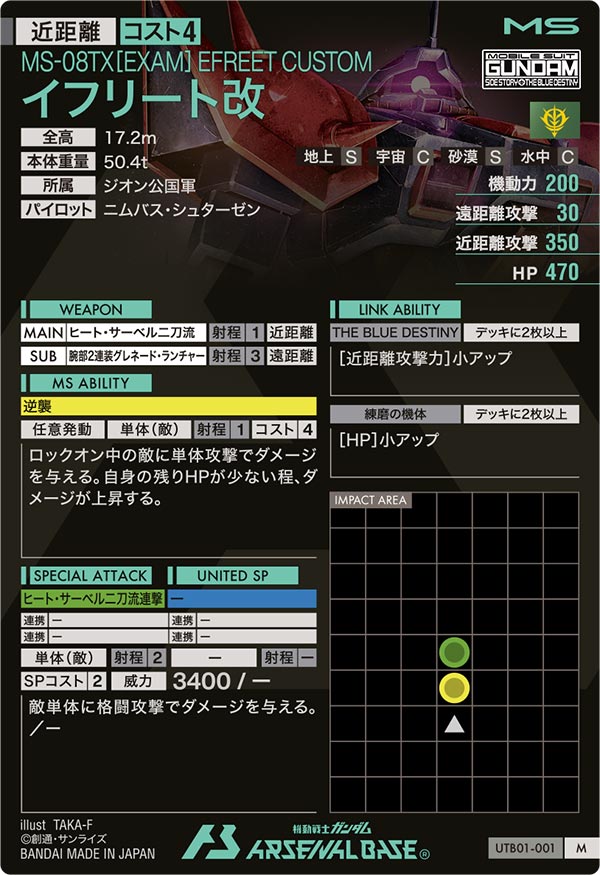 近距離 コスト4 MS
MS-08TX[EXAM] EFREET CUSTOM
イフリート改
MOBILE SUIT
GUNDAM
SIDE STORY THE BLUE DESTINY
全高 17.2m
本体重量 50.4t
所属 ジオン公国軍
パイロット ニムバス・シュターゼン
地上 S 宇宙 C 砂漠 S 水中 C
機動力 200
遠距離攻撃 30
近距離攻撃 350
HP 470
WEAPON
MAIN ヒート・サーベル二刀流 射程 1 近距離
SUB 腕部2連装グレネード・ランチャー 射程 3 遠距離
MS ABILITY
逆襲
任意発動 単体(敵) 射程 1 コスト 4
ロックオン中の敵に単体攻撃でダメージ
を与える。自身の残りHPが少ない程、ダ
メージが上昇する。
LINK ABILITY
THE BLUE DESTINY デッキに2枚以上
[近距離攻撃力]小アップ
練磨の機体 デッキに2枚以上
[HP]小アップ
IMPACT AREA
SPECIAL ATTACK UNITED SP
ヒート・サーベル二刀流連撃 ー
連携 ー 連携 ー
連携 ー 連携 ー
単体(敵) 射程 2 ー 射程 ー
SPコスト 2 威力 3400 / ー
敵単体に格闘攻撃でダメージを与える。
/ー
illust TAKA-F
©創通・サンライズ
BANDAI MADE IN JAPAN
機動戦士ガンダム
ARSENAL BASE®
UTB01-001 M